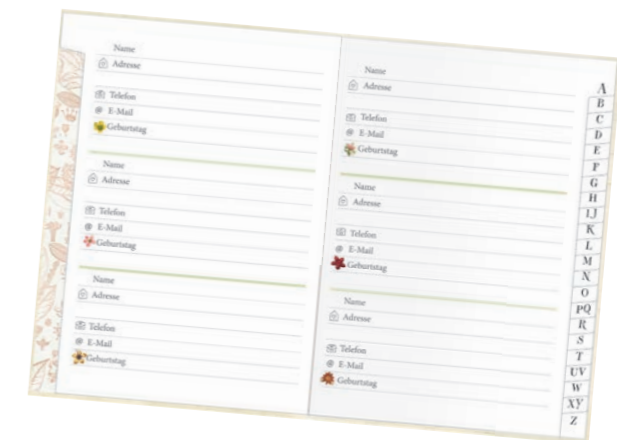 Name
Adresse
Telefon
E-Mail
Geburtstag
Name
Adresse
Telefon
E-Mail
Geburtstag
Name
Adresse
Telefon
E-Mail
Geburtstag
Name
Adresse
Telefon
E-Mail
Geburtstag
Name
Adresse
Telefon
E-Mail
Geburtstag
Name
Adresse
Telefon
E-Mail
Geburtstag
A
B
C
D
E
F
G
H
IJ
K
L
M
N
O
PQ
R
S
T
UV
W
XY
Z